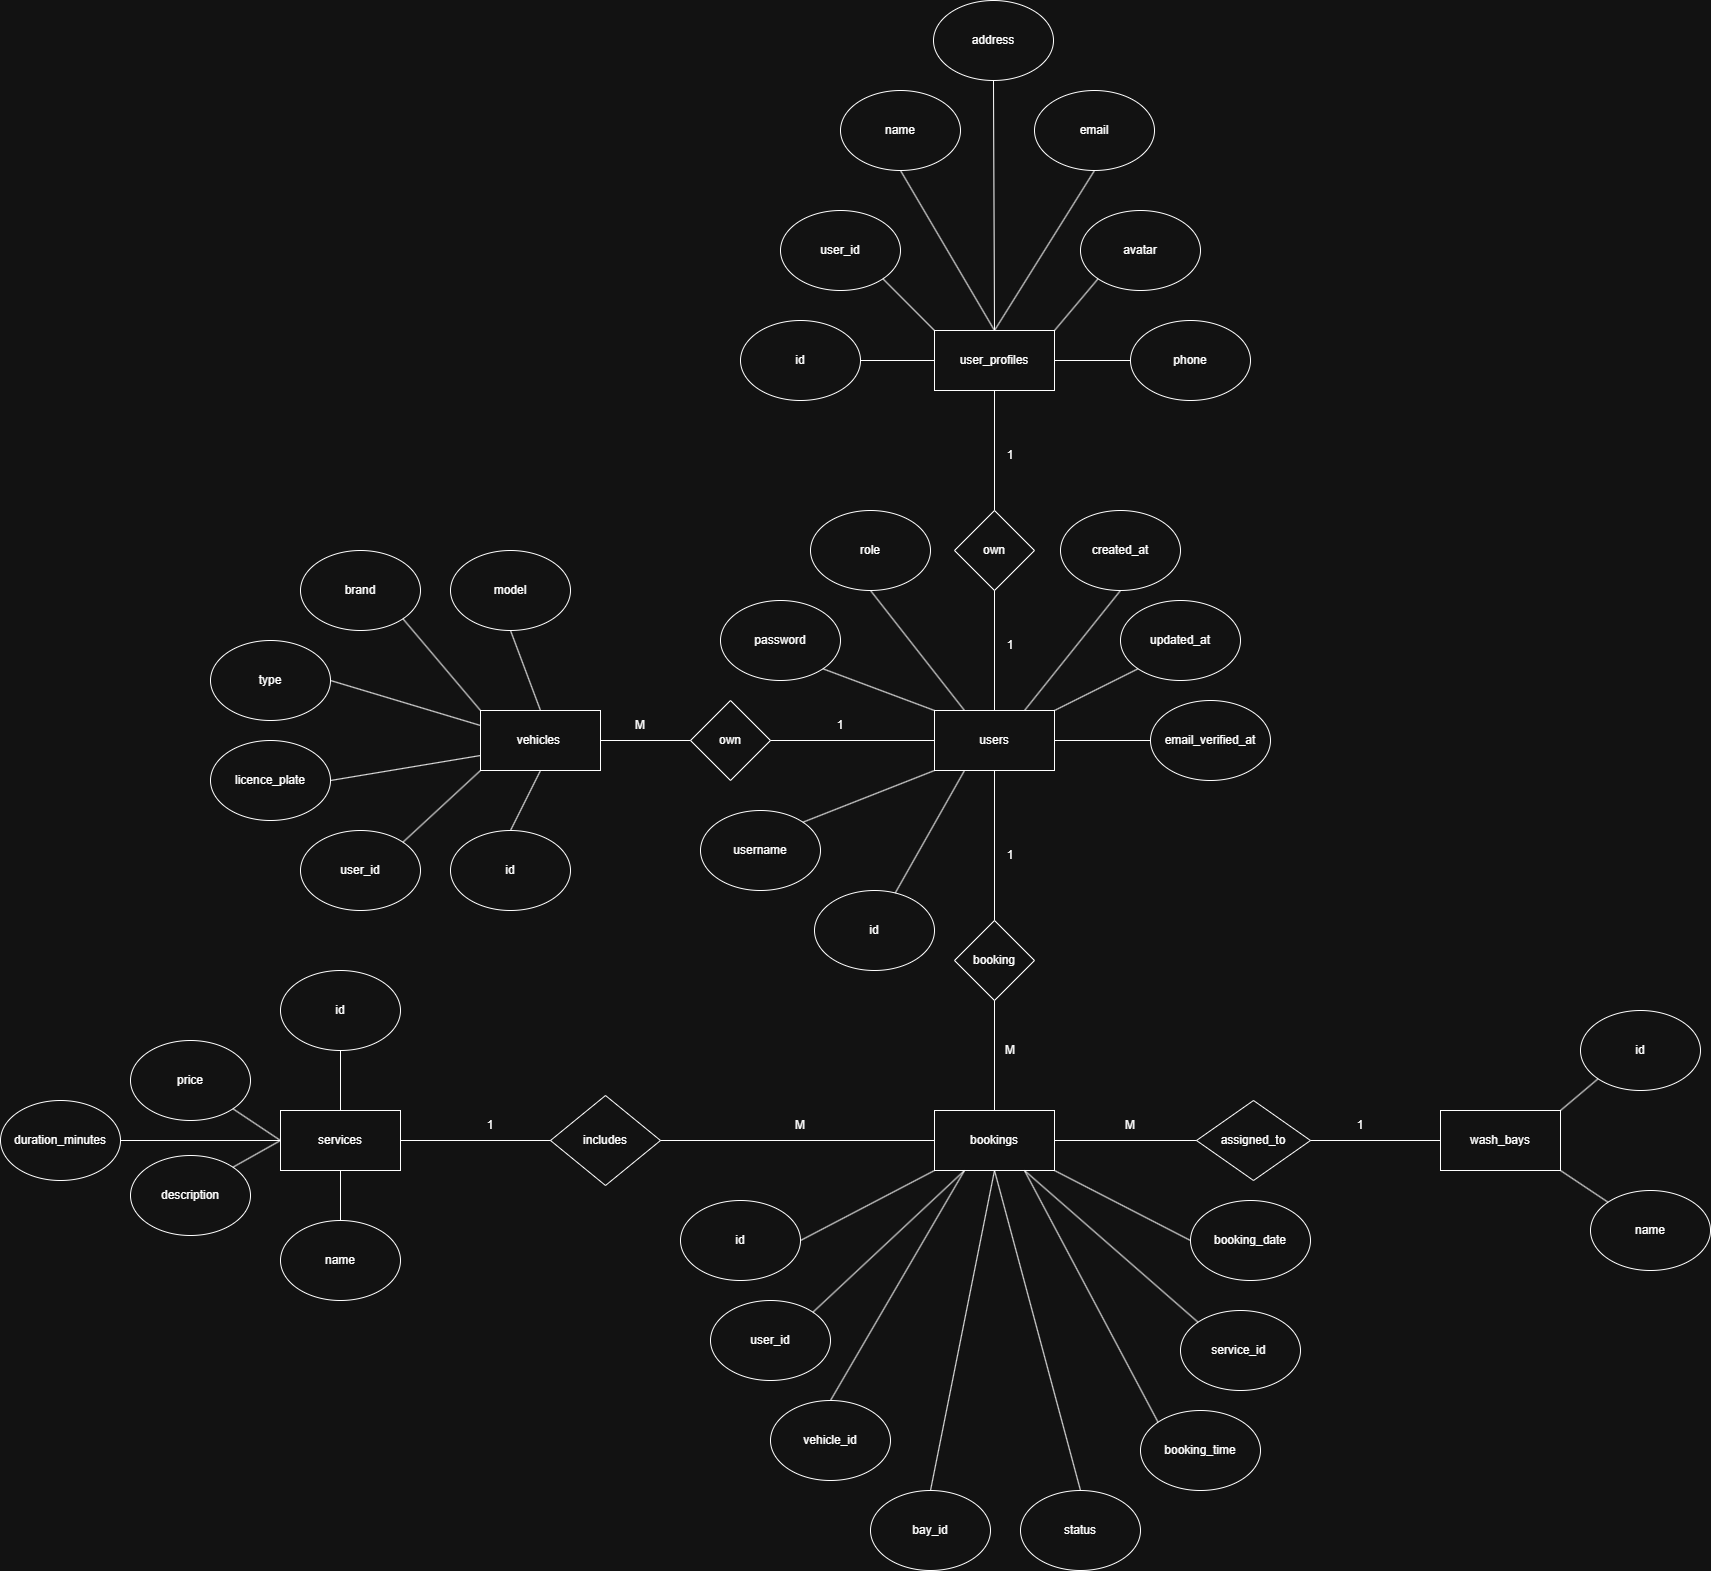 address
name
email
user_id
avatar
id
user_profiles
phone
1
role
own
created_at
brand
model
password
updated_at
1
type
M
1
vehicles
own
users
email_verified_at
licence_plate
username
1
user_id
id
id
booking
id
M
id
price
1
M
M
1
duration_minutes
services
includes
bookings
assigned_to
wash_bays
description
name
id
booking_date
name
user_id
service_id
vehicle_id
booking_time
bay_id
status